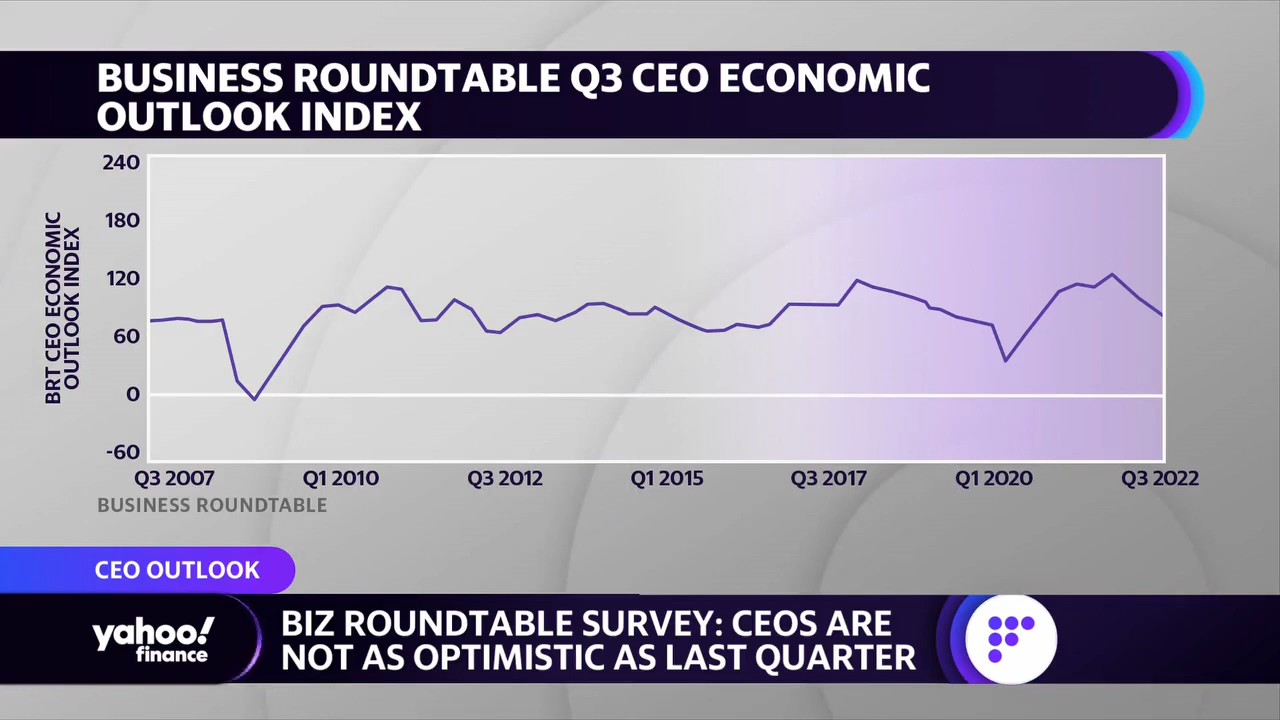 BUSINESS ROUNDTABLE Q3 CEO ECONOMIC
OUTLOOK INDEX
BRT CEO ECONOMIC
OUTLOOK INDEX
240
180
120
60
0
-60
Q3 2007
Q1 2010
Q3 2012
Q1 2015
Q3 2017
Q1 2020
Q3 2022
BUSINESS ROUNDTABLE
CEO OUTLOOK
yahoo!
finance
BIZ ROUNDTABLE SURVEY: CEOS ARE
NOT AS OPTIMISTIC AS LAST QUARTER